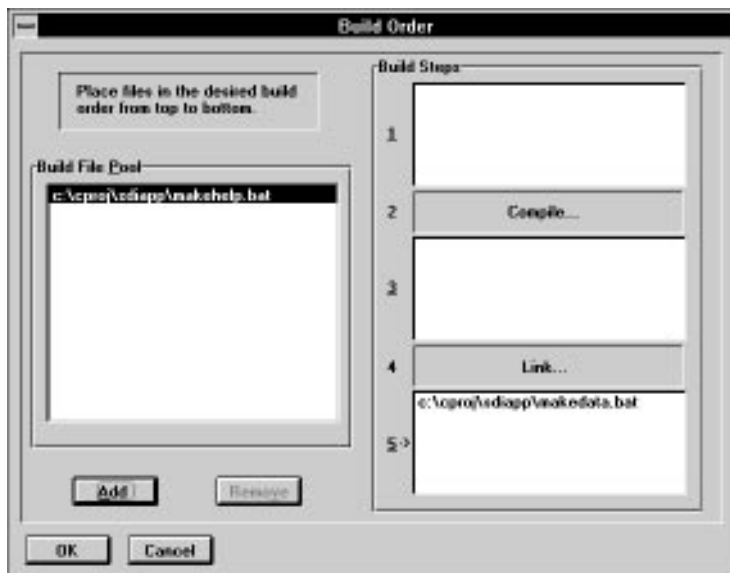 Build Order
Place files in the desired build
order from top to bottom.
Build File Pool
c:\cproj\sdiapp\makehelp.bat
Add
Remove
OK
Cancel
Build Steps
1
2
Compile...
3
4
Link...
5->
c:\cproj\sdiapp\makedata.bat